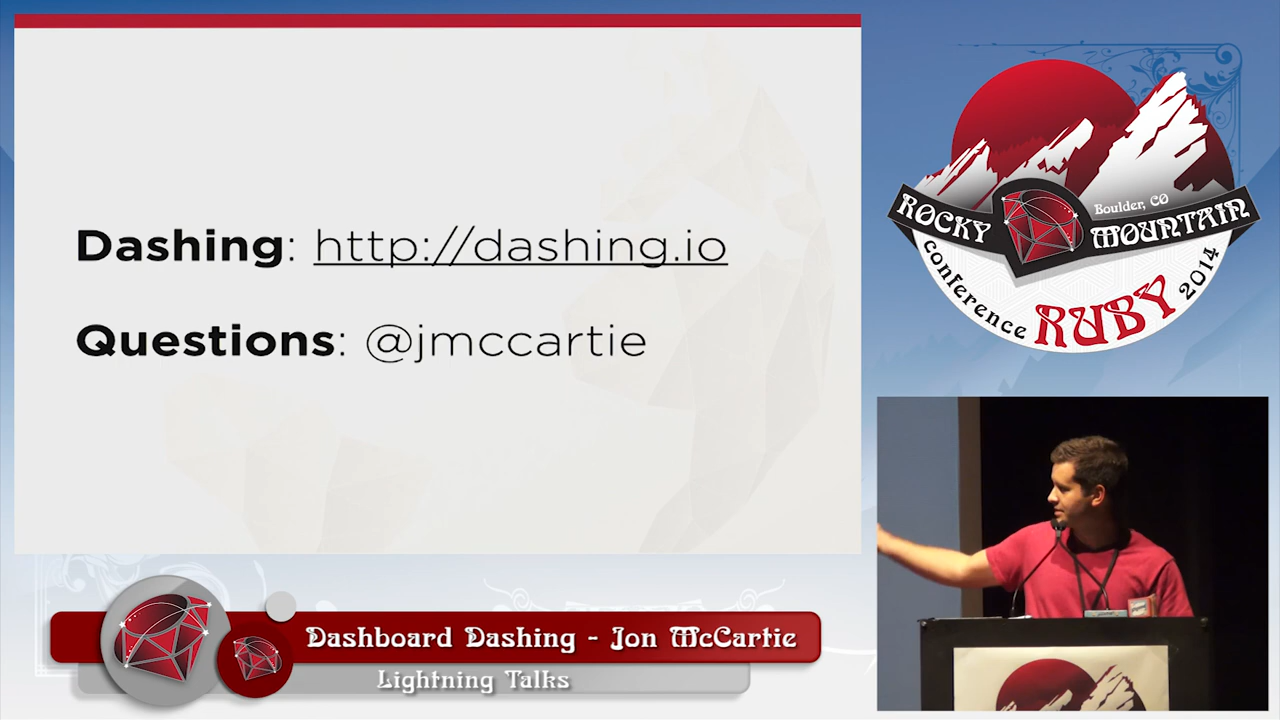 Dashing: http://dashing.io
Questions: @jmccartie
ROCKY MOUNTAIN
Boulder, CO
Conference RUBY 2014
Dashboard Dashing - Jon McCartie
Lightning Talks